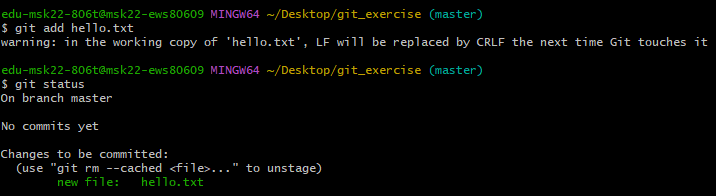 edu-msk22-806t@msk22-ews80609 MINGW64 ~/Desktop/git_exercise (master)
$ git add hello.txt
warning: in the working copy of 'hello.txt', LF will be replaced by CRLF the next time Git touches it
edu-msk22-806t@msk22-ews80609 MINGW64 ~/Desktop/git_exercise (master)
$ git status
On branch master
No commits yet
Changes to be committed:
  (use "git rm --cached <file>..." to unstage)
        new file:   hello.txt